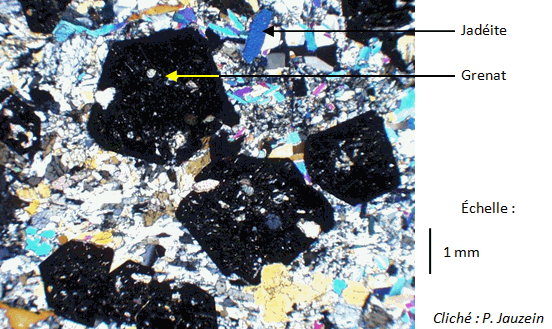 Jadéite
Grenat
Échelle :
1 mm
Cliché : P. Jauzein